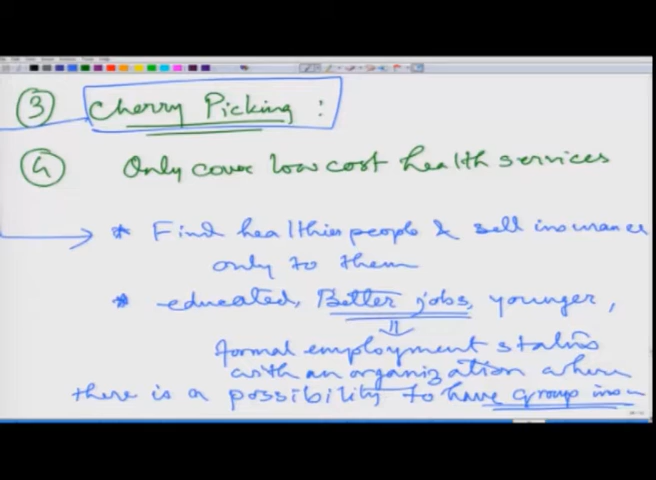 ③ Cherry Picking :
④ Only cover low cost health services
* Find healthier people & sell insurance
only to them
* educated, Better jobs, younger,
formal employment status
with an organization where
there is a possibility to have group insu